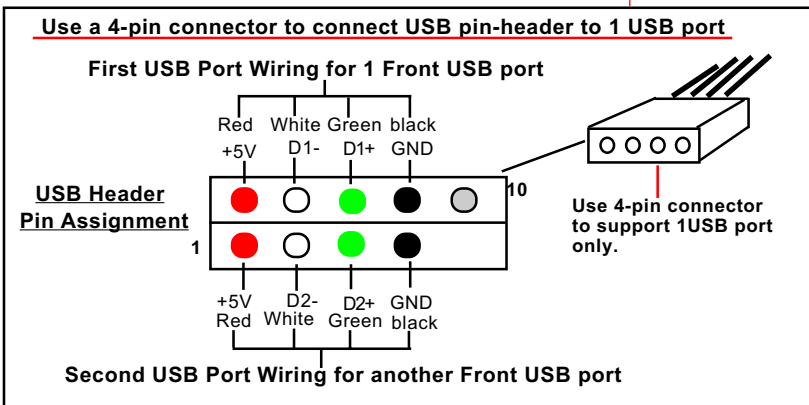 Use a 4-pin connector to connect USB pin-header to 1 USB port
First USB Port Wiring for 1 Front USB port
Red White Green black
+5V D1- D1+ GND
USB Header
Pin Assignment
10
1
Use 4-pin connector
to support 1USB port
only.
+5V D2- D2+ GND
Red White Green black
Second USB Port Wiring for another Front USB port